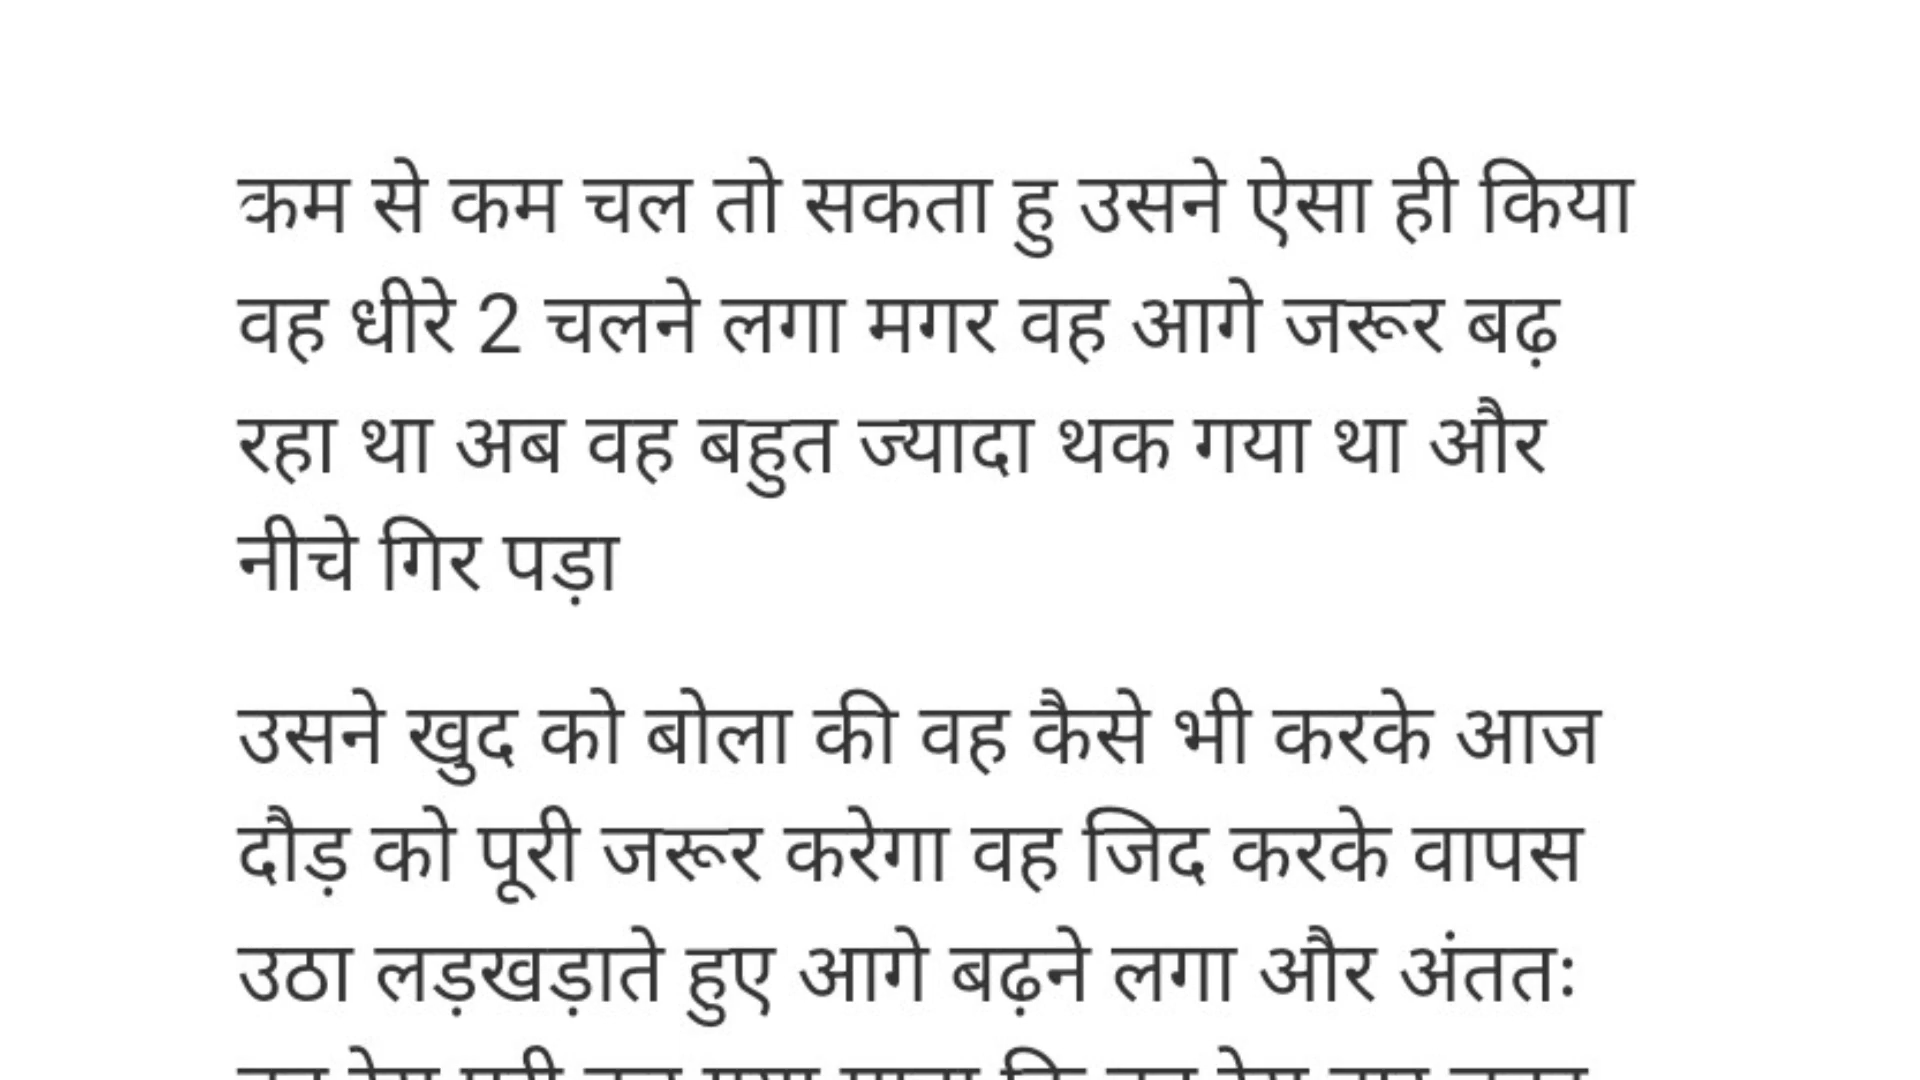 कम से कम चल तो सकता हु उसने ऐसा ही किया
वह धीरे 2 चलने लगा मगर वह आगे जरूर बढ़
रहा था अब वह बहुत ज्यादा थक गया था और
नीचे गिर पड़ा
उसने खुद को बोला की वह कैसे भी करके आज
दौड़ को पूरी जरूर करेगा वह जिद करके वापस
उठा लड़खड़ाते हुए आगे बढ़ने लगा और अंततः